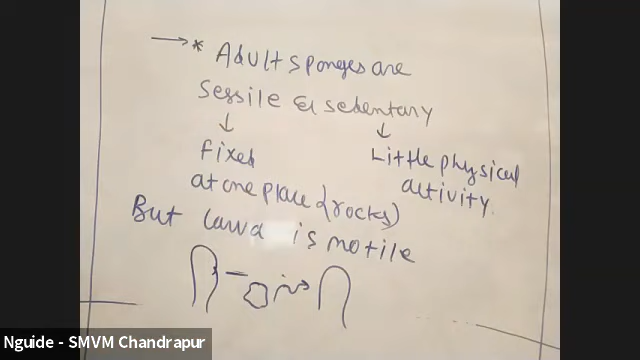 → * Adult sponges are
Sessile & sedentary
↓ ↓
fixed Little physical
at one place (rocks) activity.
But larva is motile
Nguide - SMVM Chandrapur